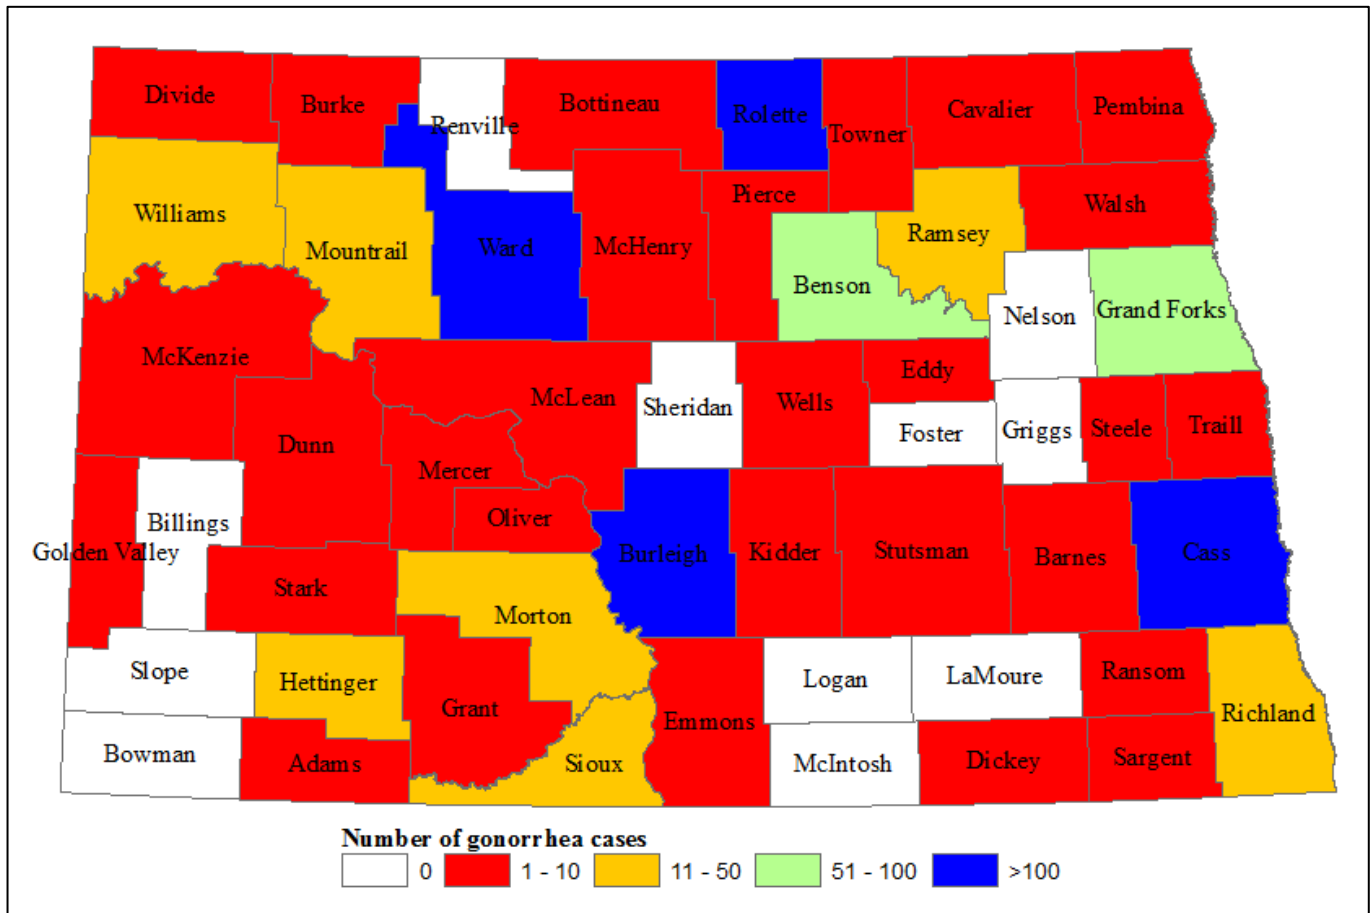 Divide
Burke
Renville
Bottineau
Rolette
Towner
Cavalier
Pembina
Williams
Mountrail
Ward
McHenry
Pierce
Benson
Ramsey
Walsh
Nelson
Grand Forks
McKenzie
Dunn
McLean
Mercer
Oliver
Sheridan
Wells
Eddy
Foster
Griggs
Steele
Traill
Golden Valley
Billings
Stark
Morton
Burleigh
Kidder
Stutsman
Barnes
Cass
Slope
Hettinger
Grant
Emmons
Logan
LaMoure
Ransom
Richland
Bowman
Adams
Sioux
McIntosh
Dickey
Sargent
Number of gonorrhea cases
0 1 - 10 11 - 50 51 - 100 >100